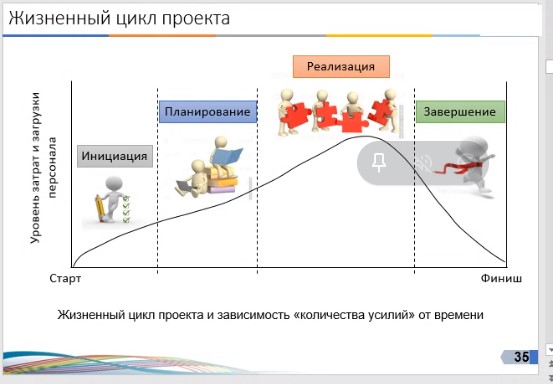 Жизненный цикл проекта
Реализация
Планирование
Завершение
Инициация
Уровень затрат и загрузки
персонала
Старт
Финиш
Жизненный цикл проекта и зависимость «количества усилий» от времени
35